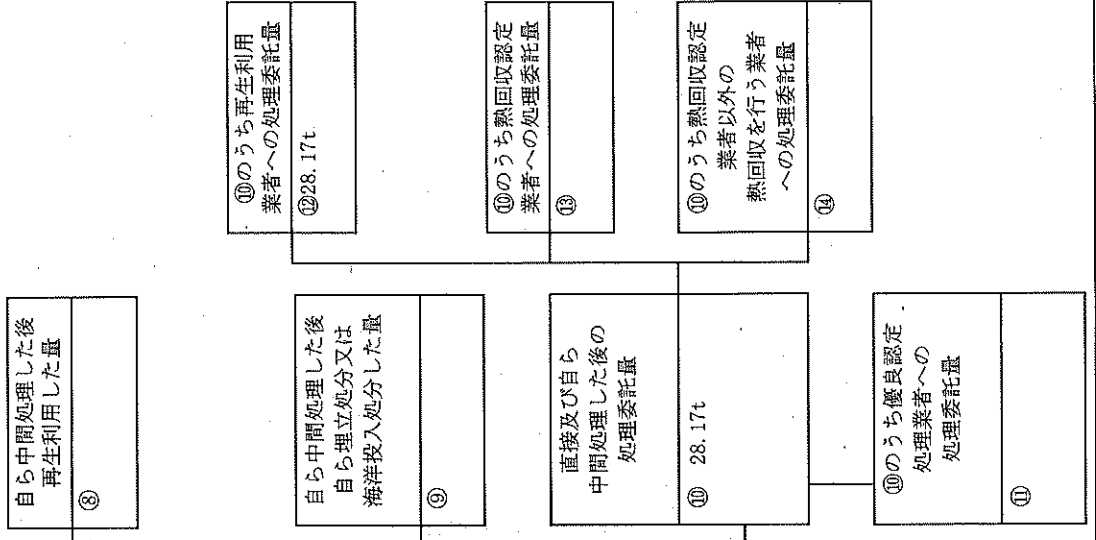 自ら中間処理した後
再生利用した量
⑧
自ら中間処理した後
自ら埋立処分又は
海洋投入処分した量
⑨
直接及び自ら
中間処理した後の
処理委託量
⑩ 28.17t
⑩のうち優良認定
処理業者への
処理委託量
⑪
⑩のうち再生利用
業者への処理委託量
⑫28.17t
⑩のうち熱回収認定
業者への処理委託量
⑬
⑩のうち熱回収認定
業者以外の
熱回収を行う業者
への処理委託量
⑭